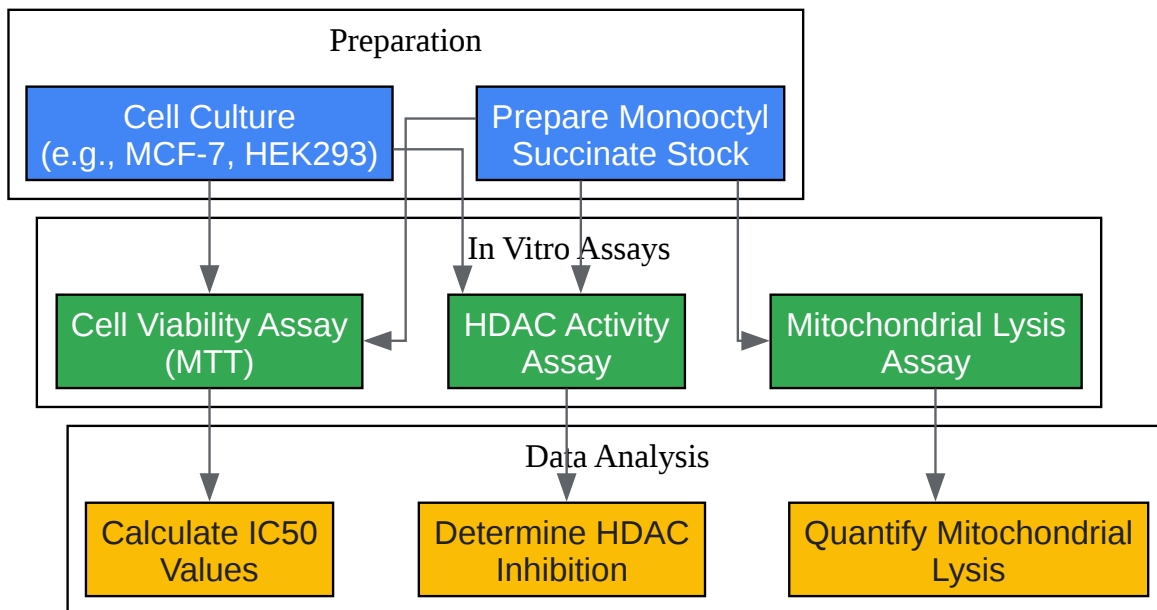 Preparation
Cell Culture
(e.g., MCF-7, HEK293)
Prepare Monooctyl
Succinate Stock
In Vitro Assays
Cell Viability Assay
(MTT)
HDAC Activity
Assay
Mitochondrial Lysis
Assay
Data Analysis
Calculate IC50
Values
Determine HDAC
Inhibition
Quantify Mitochondrial
Lysis